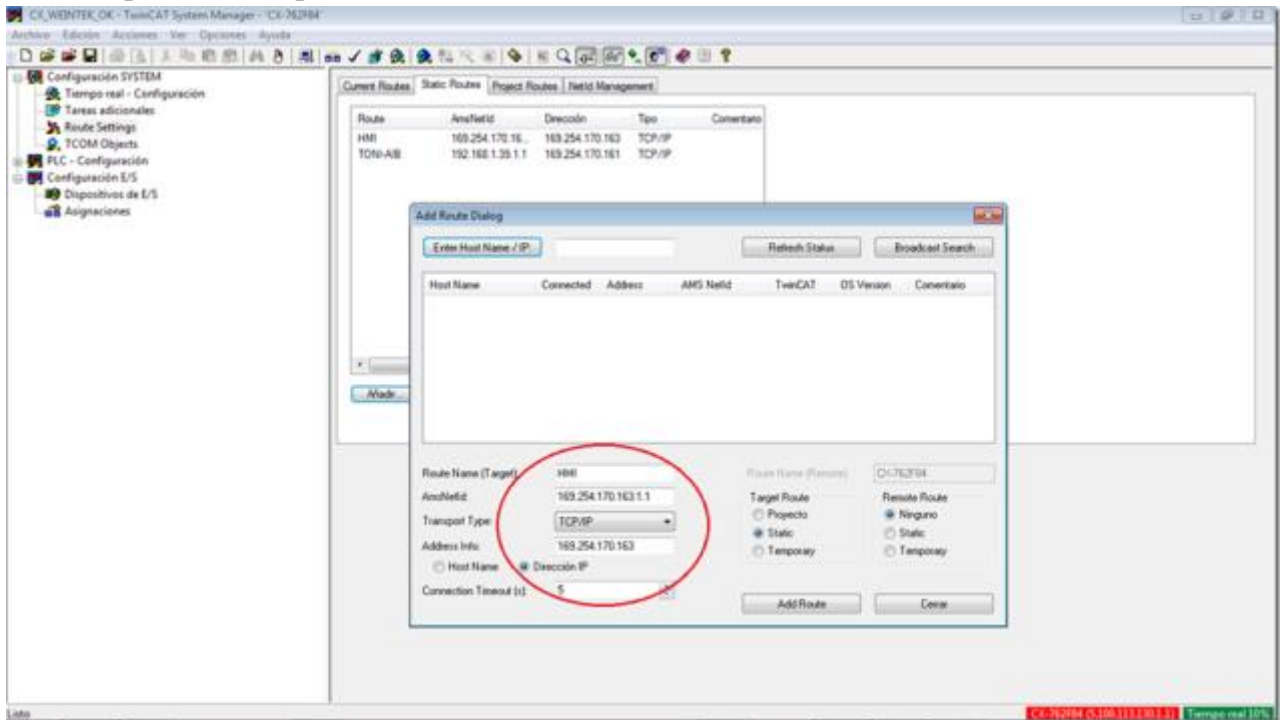 CX_WEINTEK_OK - TwinCAT System Manager - 'CX-762F84'
Archivo Edición Acciones Ver Opciones Ayuda
Configuración SYSTEM
Tiempo real - Configuración
Tareas adicionales
Route Settings
TCOM Objects
PLC - Configuración
Configuración E/S
Dispositivos de E/S
Asignaciones
Current Routes Static Routes Project Routes NetId Management
Route AmsNetId Dirección Tipo Comentario
HMI 169.254.170.16... 169.254.170.163 TCP/IP
TONI-AIB 192.168.1.39.1.1 169.254.170.161 TCP/IP
Añadir...
Add Route Dialog
Enter Host Name / IP: Refresh Status Broadcast Search
Host Name Connected Address AMS NetId TwinCAT OS Version Comentario
Route Name (Target): HMI Route Name (Remote): CX-762F84
AmsNetId: 169.254.170.163.1.1 Target Route Remote Route
Transport Type: TCP/IP Proyecto Ninguno
Address Info: 169.254.170.163 Static Static
Host Name Dirección IP Temporary Temporary
Connection Timeout (s): 5
Add Route Cerrar
Listo CX-762F84 Tiempo real 10%